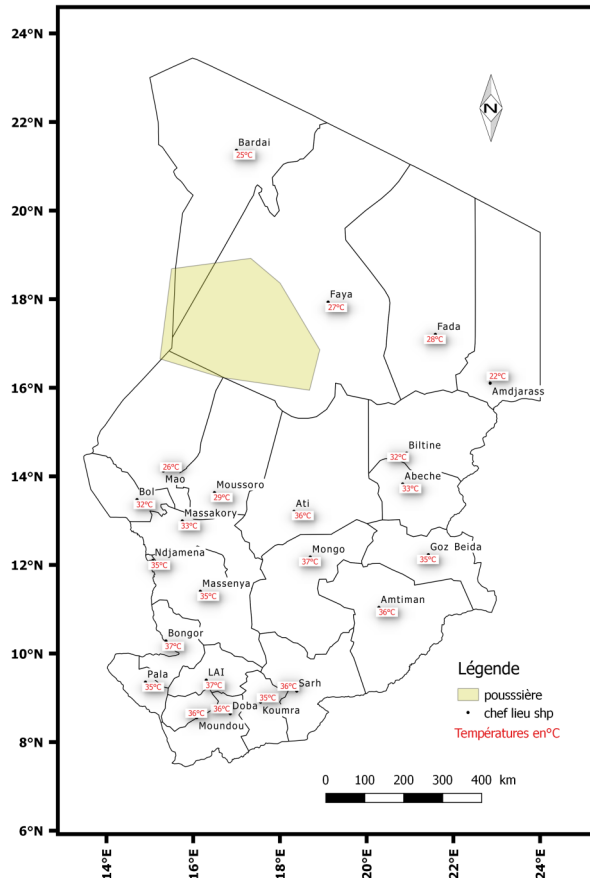 24°N
22°N
20°N
18°N
16°N
14°N
12°N
10°N
8°N
6°N
N
Bardai
25°C
Faya
27°C
Fada
28°C
22°C
Amdjarass
Biltine
32°C
Abeche
33°C
26°C
Mao
Bol
32°C
Moussoro
29°C
Massakory
33°C
Ati
36°C
Ndjamena
35°C
Mongo
37°C
Goz Beida
35°C
Massenya
35°C
Amtiman
36°C
Bongor
37°C
Pala
35°C
LAI
37°C
36°C
Sarh
35°C
Koumra
36°C
Doba
36°C
Moundou
Légende
pousssière
chef lieu shp
Températures en°C
0 100 200 300 400 km
14°E 16°E 18°E 20°E 22°E 24°E